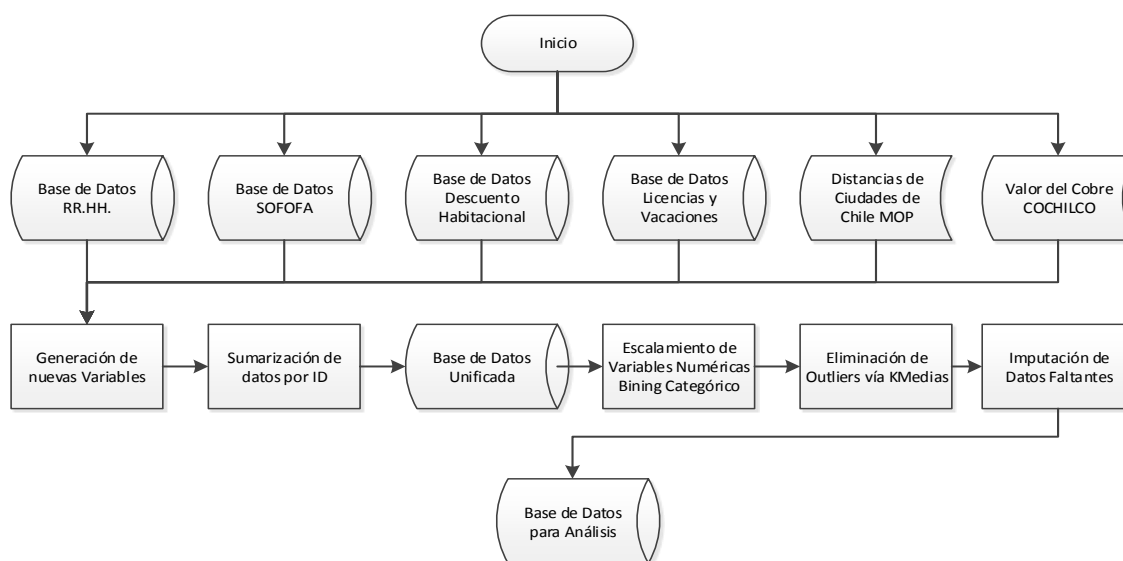 Inicio
Base de Datos
RR.HH.
Base de Datos
SOFOFA
Base de Datos
Descuento
Habitacional
Base de Datos
Licencias y
Vacaciones
Distancias de
Ciudades de
Chile MOP
Valor del Cobre
COCHILCO
Generación de
nuevas Variables
Sumarización de
datos por ID
Base de Datos
Unificada
Escalamiento de
Variables Numéricas
Bining Categórico
Eliminación de
Outliers vía KMedias
Imputación de
Datos Faltantes
Base de Datos
para Análisis